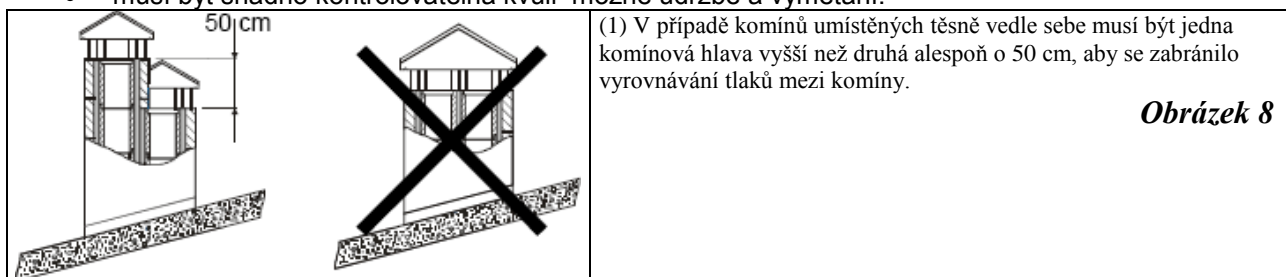 musí být snadno kontrolovatelná kvůli možné údržbě a vymetání.
50 cm
(1) V případě komínů umístěných těsně vedle sebe musí být jedna
komínová hlava vyšší než druhá alespoň o 50 cm, aby se zabránilo
vyrovnávání tlaků mezi komíny.
Obrázek 8